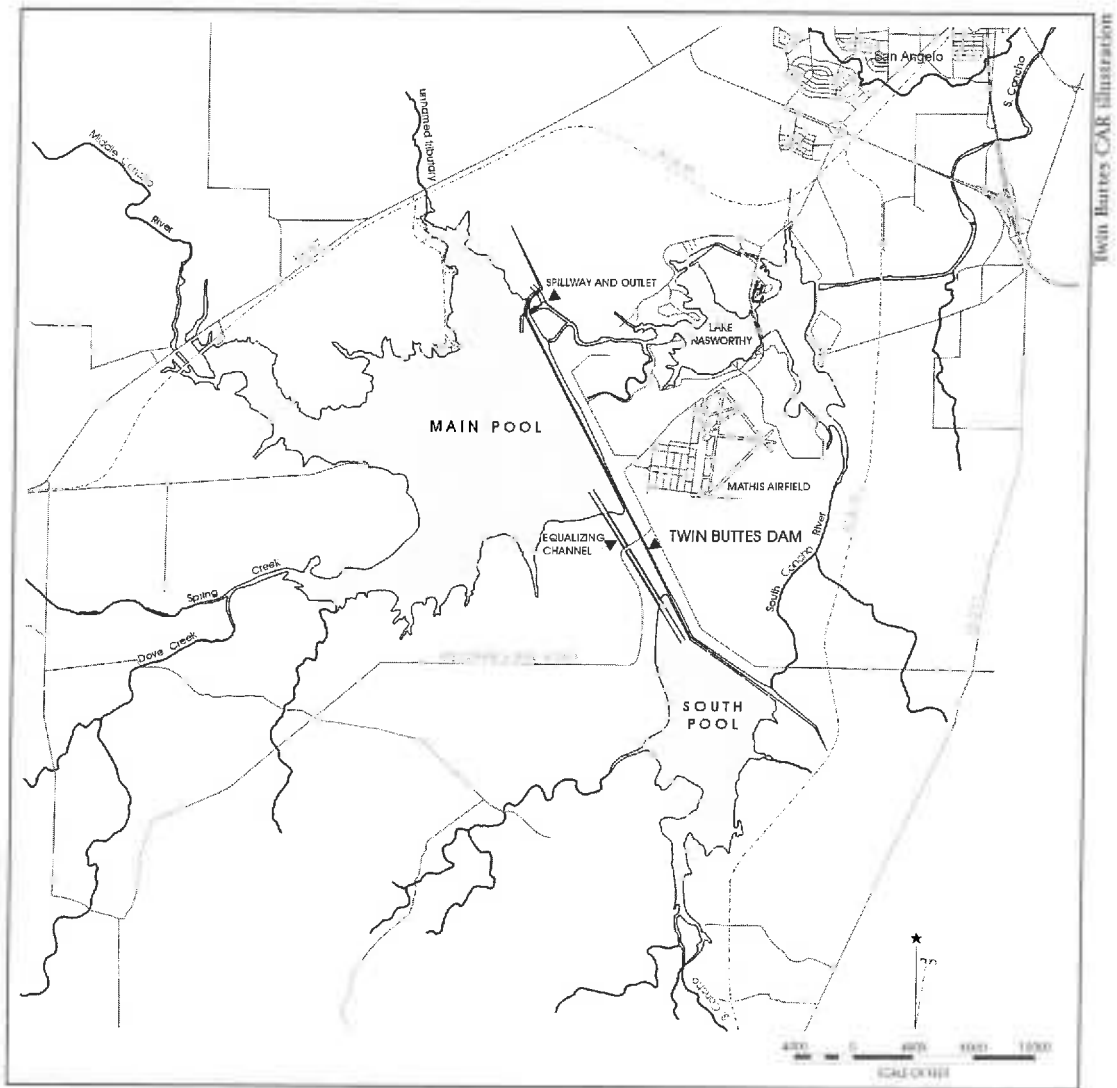 Twin Buttes CAR illustration
San Angelo
S. Concho
unnamed tributary
Middle Concho
River
SPILLWAY AND OUTLET
LAKE
NASWORTHY
MAIN POOL
MATHIS AIRFIELD
EQUALIZING
CHANNEL
TWIN BUTTES DAM
South Concho River
Spring Creek
Dove Creek
SOUTH
POOL
S. Concho
4000 0 4000 8000 12000
SCALE OF FEET